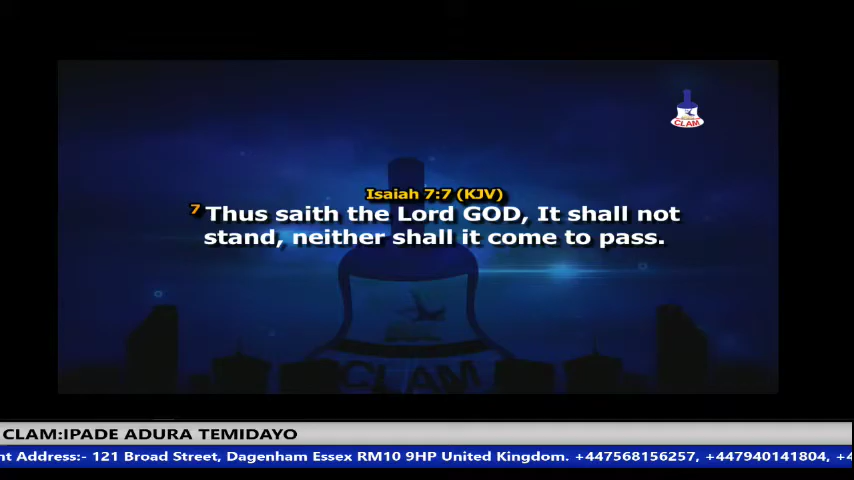 CLAM
Isaiah 7:7 (KJV)
7 Thus saith the Lord GOD, It shall not
stand, neither shall it come to pass.
CLAM
CLAM:IPADE ADURA TEMIDAYO
nt Address:- 121 Broad Street, Dagenham Essex RM10 9HP United Kingdom. +447568156257, +447940141804, +4